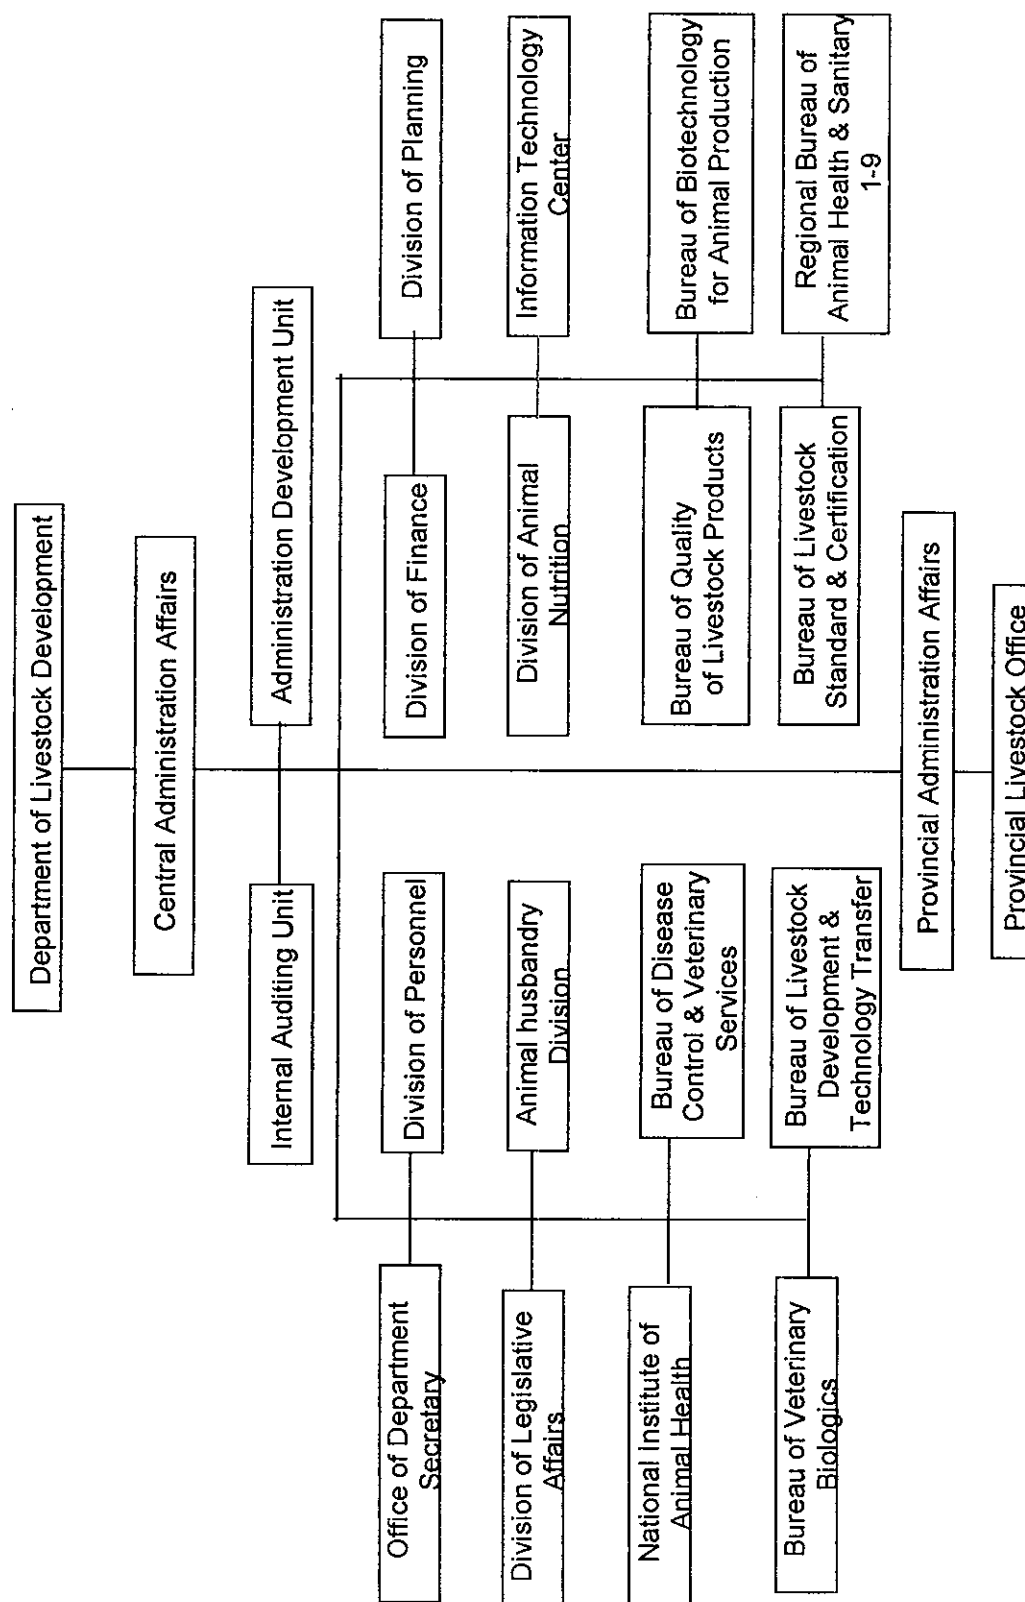 Department of Livestock Development
Central Administration Affairs
Internal Auditing Unit
Administration Development Unit
Office of Department
Secretary
Division of Personnel
Division of Finance
Division of Planning
Division of Legislative
Affairs
Animal husbandry
Division
Division of Animal
Nutrition
Information Technology
Center
National Institute of
Animal Health
Bureau of Disease
Control & Veterinary
Services
Bureau of Quality
of Livestock Products
Bureau of Biotechnology
for Animal Production
Bureau of Veterinary
Biologics
Bureau of Livestock
Development &
Technology Transfer
Bureau of Livestock
Standard & Certification
Regional Bureau of
Animal Health & Sanitary
1-9
Provincial Administration Affairs
Provincial Livestock Office